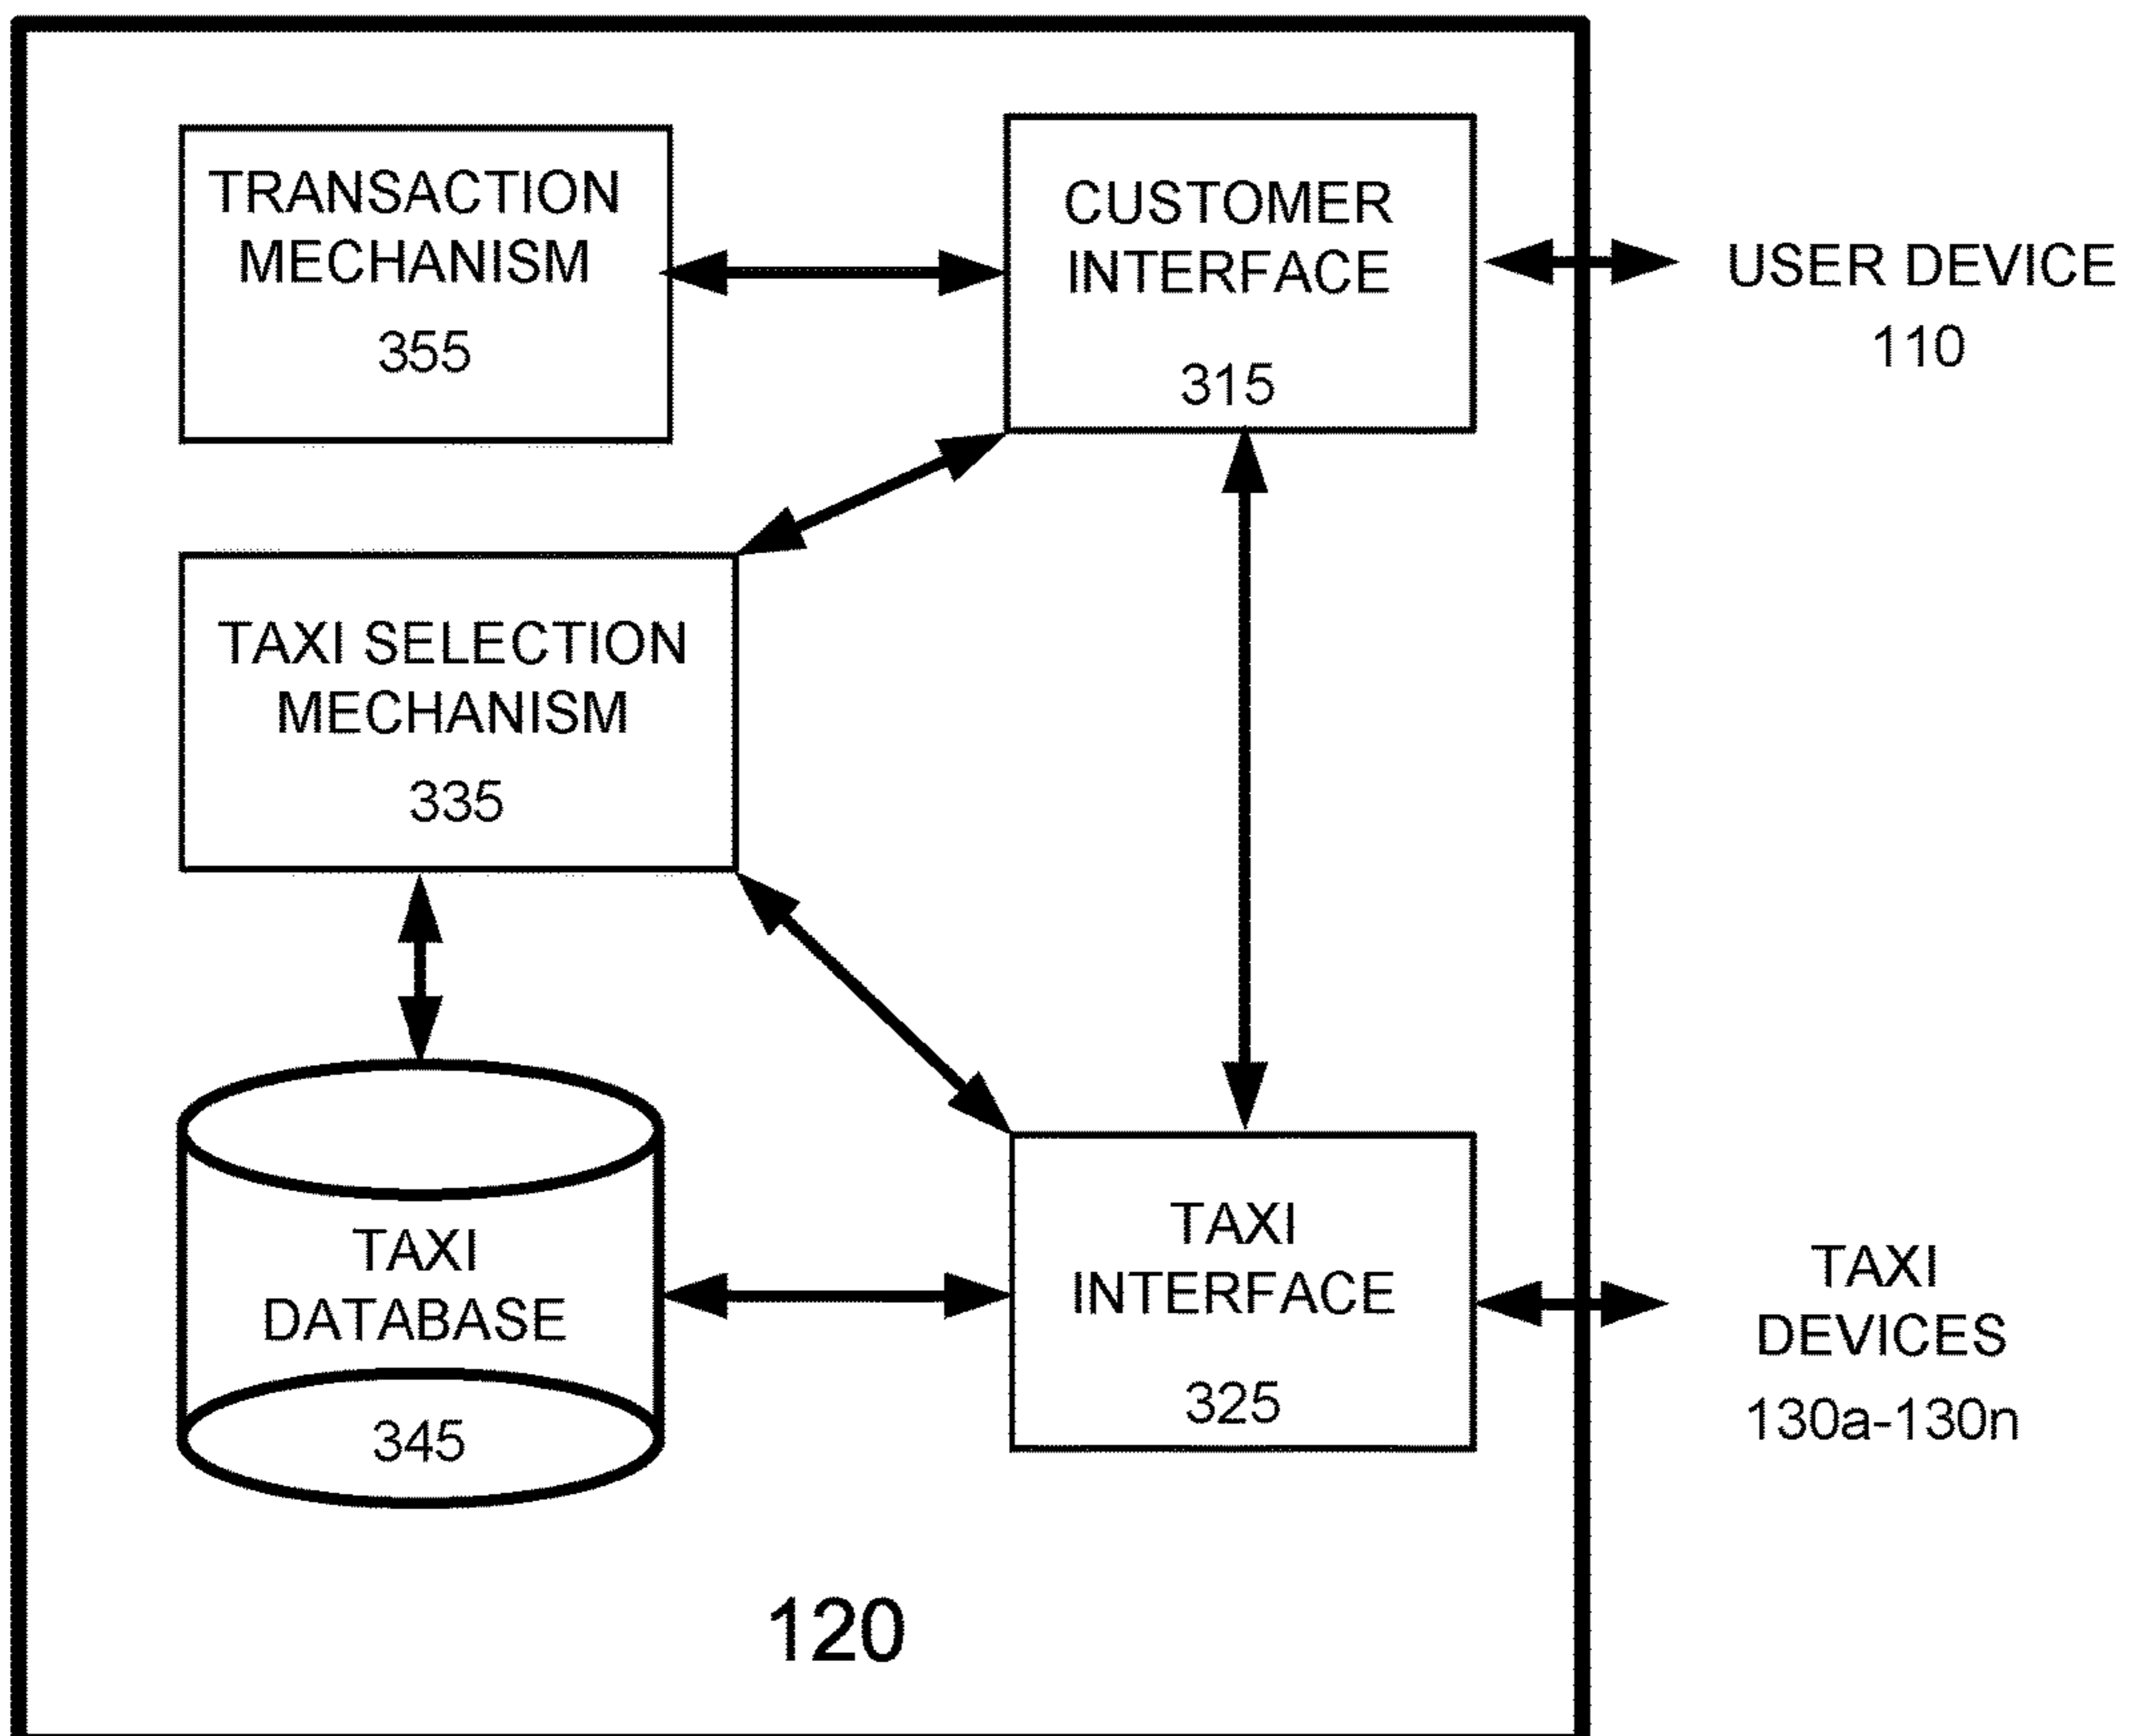 TRANSACTION
MECHANISM
355
CUSTOMER
INTERFACE
315
USER DEVICE
110
TAXI SELECTION
MECHANISM
335
TAXI
DATABASE
345
TAXI
INTERFACE
325
TAXI
DEVICES
130a-130n
120